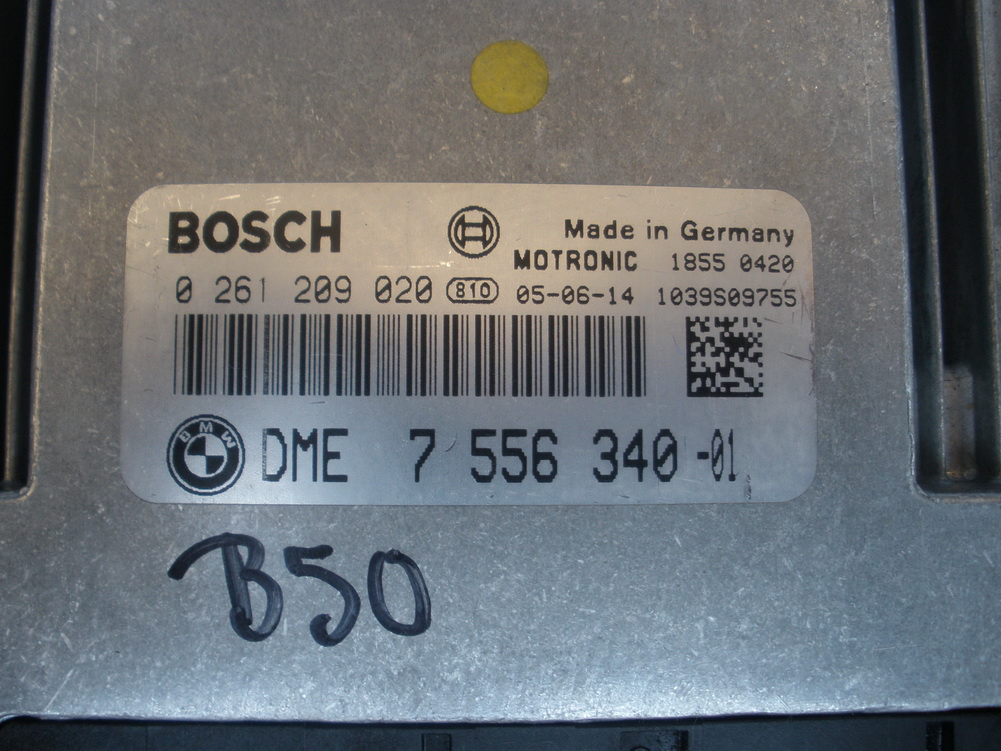 BOSCH Made in Germany
MOTRONIC 1855 0420
0 261 209 020 810 05-06-14 1039S09755
BMW DME 7 556 340 -01
B50